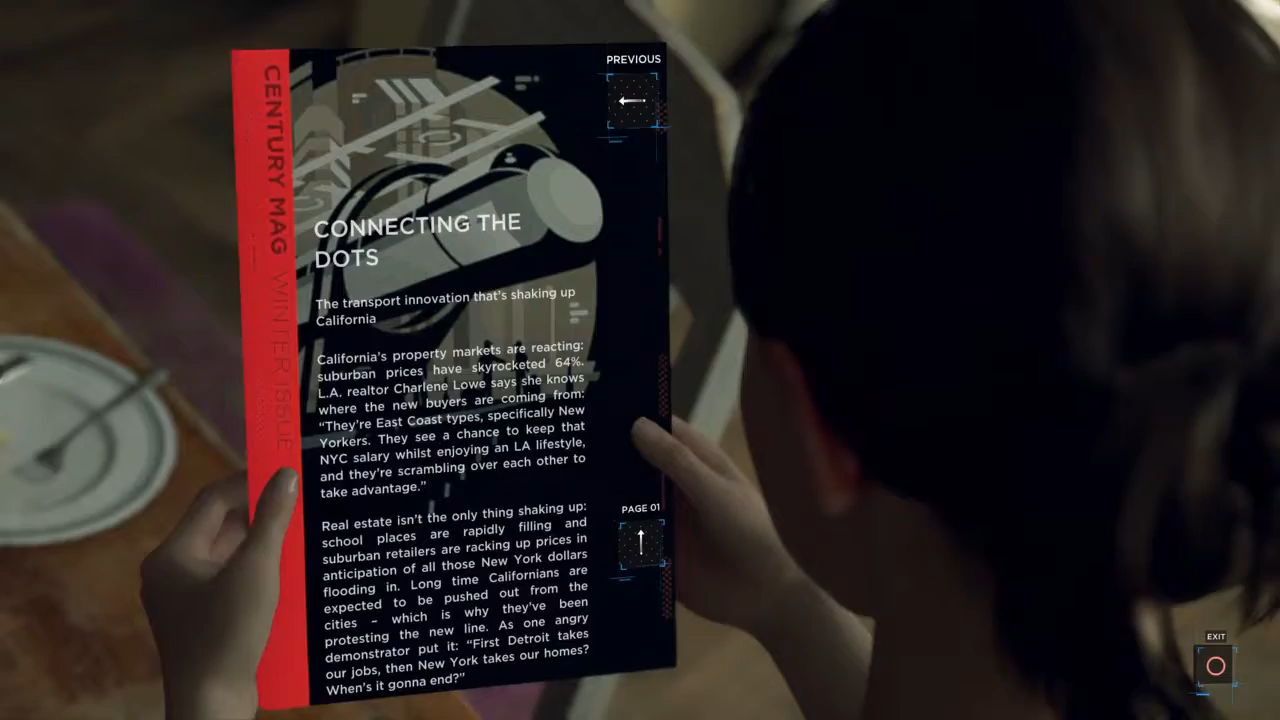 CENTURY MAG WINTER ISSUE
PREVIOUS
CONNECTING THE
DOTS
The transport innovation that's shaking up
California
California's property markets are reacting:
suburban prices have skyrocketed 64%.
L.A. realtor Charlene Lowe says she knows
where the new buyers are coming from:
“They're East Coast types, specifically New
Yorkers. They see a chance to keep that
NYC salary whilst enjoying an LA lifestyle,
and they're scrambling over each other to
take advantage.”
Real estate isn't the only thing shaking up:
school places are rapidly filling and
suburban retailers are racking up prices in
anticipation of all those New York dollars
flooding in. Long time Californians are
expected to be pushed out from the
cities – which is why they've been
protesting the new line. As one angry
demonstrator put it: “First Detroit takes
our jobs, then New York takes our homes?
When's it gonna end?”
PAGE 01
EXIT